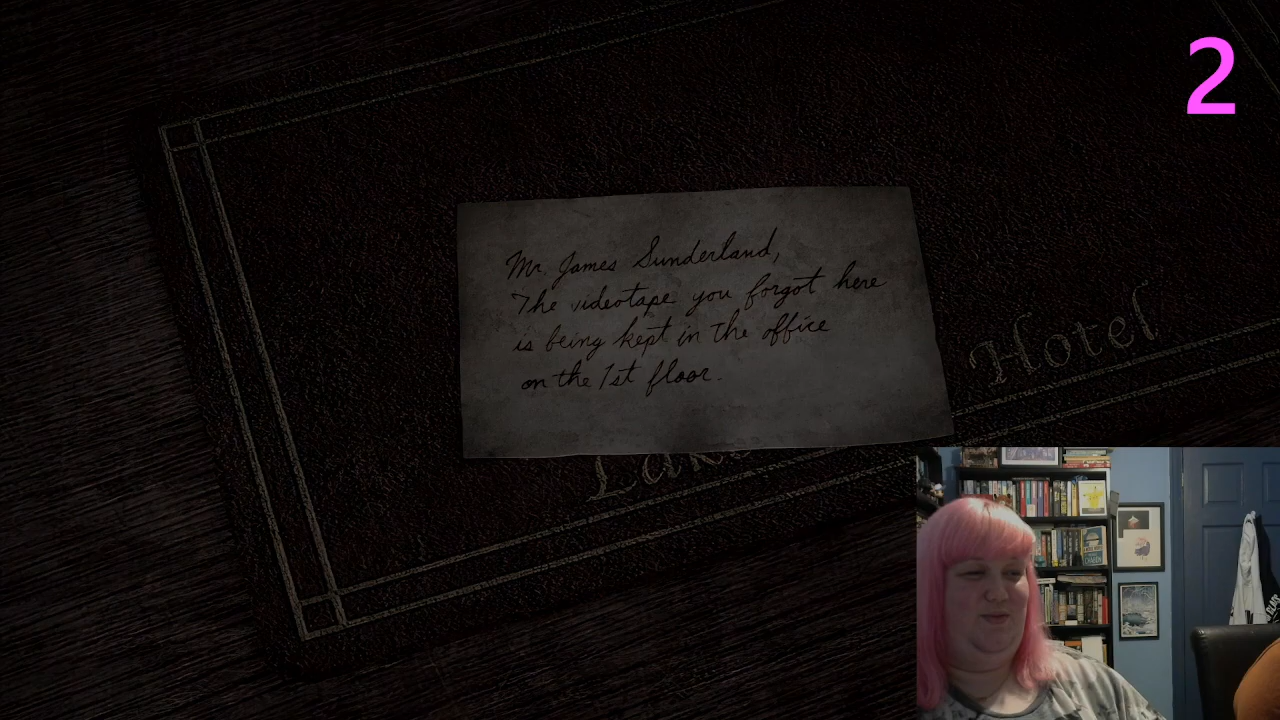 2
Mr. James Sunderland,
The videotape you forgot here
is being kept in the office
on the 1st floor.
Hotel